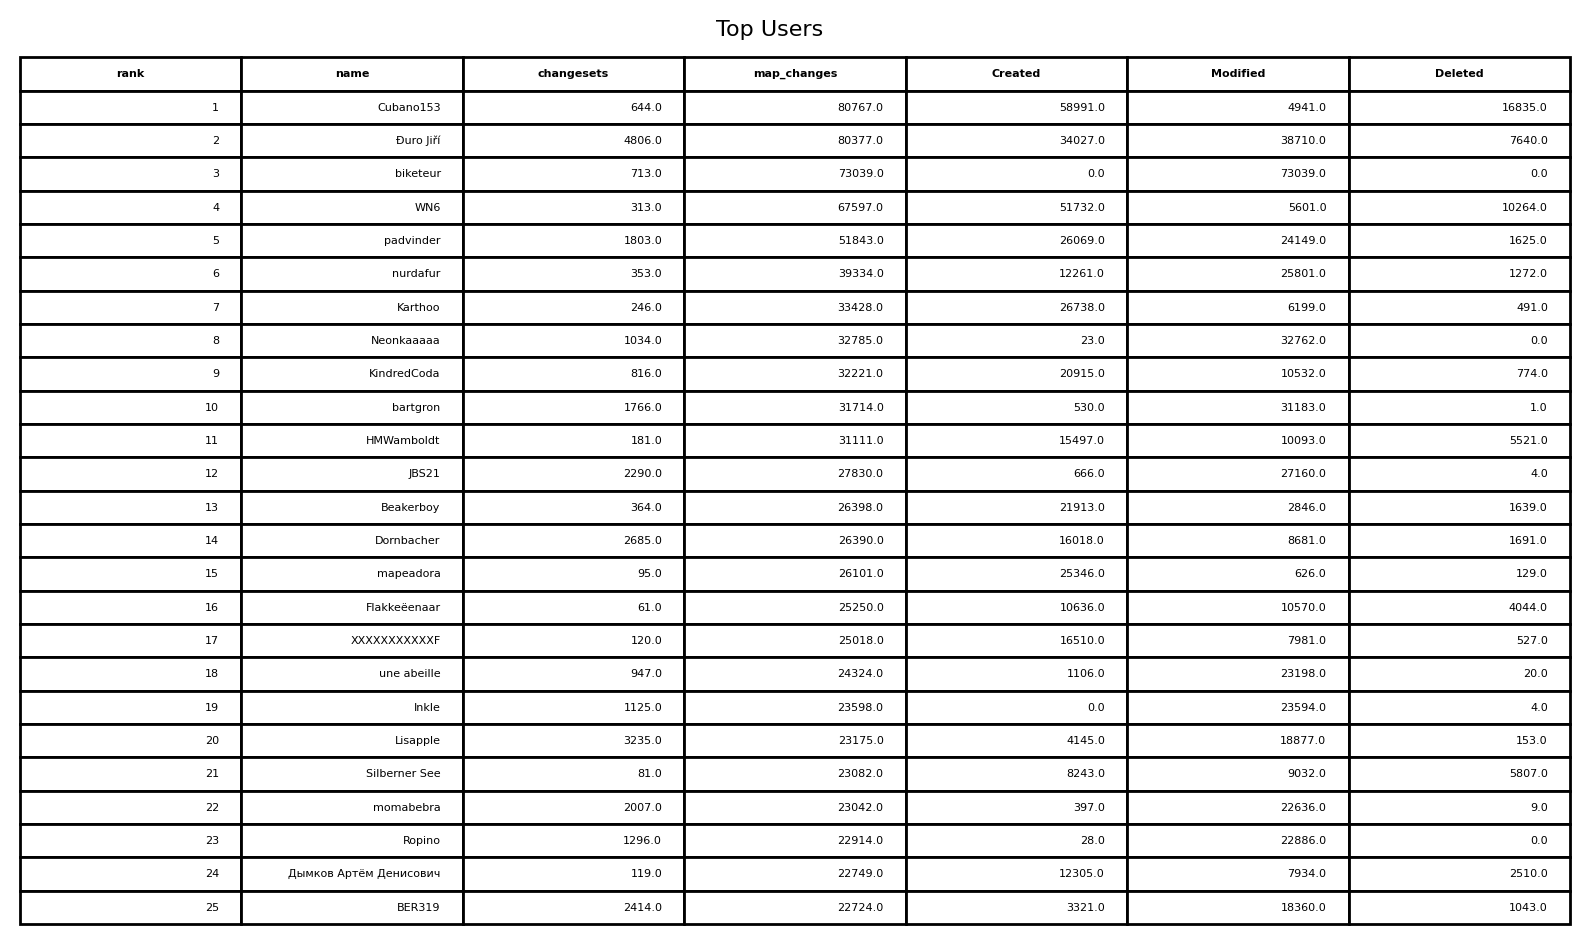 Top Users
rank name changesets map_changes Created Modified Deleted
1 Cubano153 644.0 80767.0 58991.0 4941.0 16835.0
2 Đuro Jiří 4806.0 80377.0 34027.0 38710.0 7640.0
3 biketeur 713.0 73039.0 0.0 73039.0 0.0
4 WN6 313.0 67597.0 51732.0 5601.0 10264.0
5 padvinder 1803.0 51843.0 26069.0 24149.0 1625.0
6 nurdafur 353.0 39334.0 12261.0 25801.0 1272.0
7 Karthoo 246.0 33428.0 26738.0 6199.0 491.0
8 Neonkaaaaa 1034.0 32785.0 23.0 32762.0 0.0
9 KindredCoda 816.0 32221.0 20915.0 10532.0 774.0
10 bartgron 1766.0 31714.0 530.0 31183.0 1.0
11 HMWamboldt 181.0 31111.0 15497.0 10093.0 5521.0
12 JBS21 2290.0 27830.0 666.0 27160.0 4.0
13 Beakerboy 364.0 26398.0 21913.0 2846.0 1639.0
14 Dornbacher 2685.0 26390.0 16018.0 8681.0 1691.0
15 mapeadora 95.0 26101.0 25346.0 626.0 129.0
16 Flakkeëenaar 61.0 25250.0 10636.0 10570.0 4044.0
17 XXXXXXXXXXXF 120.0 25018.0 16510.0 7981.0 527.0
18 une abeille 947.0 24324.0 1106.0 23198.0 20.0
19 Inkle 1125.0 23598.0 0.0 23594.0 4.0
20 Lisapple 3235.0 23175.0 4145.0 18877.0 153.0
21 Silberner See 81.0 23082.0 8243.0 9032.0 5807.0
22 momabebra 2007.0 23042.0 397.0 22636.0 9.0
23 Ropino 1296.0 22914.0 28.0 22886.0 0.0
24 Дымков Артём Денисович 119.0 22749.0 12305.0 7934.0 2510.0
25 BER319 2414.0 22724.0 3321.0 18360.0 1043.0